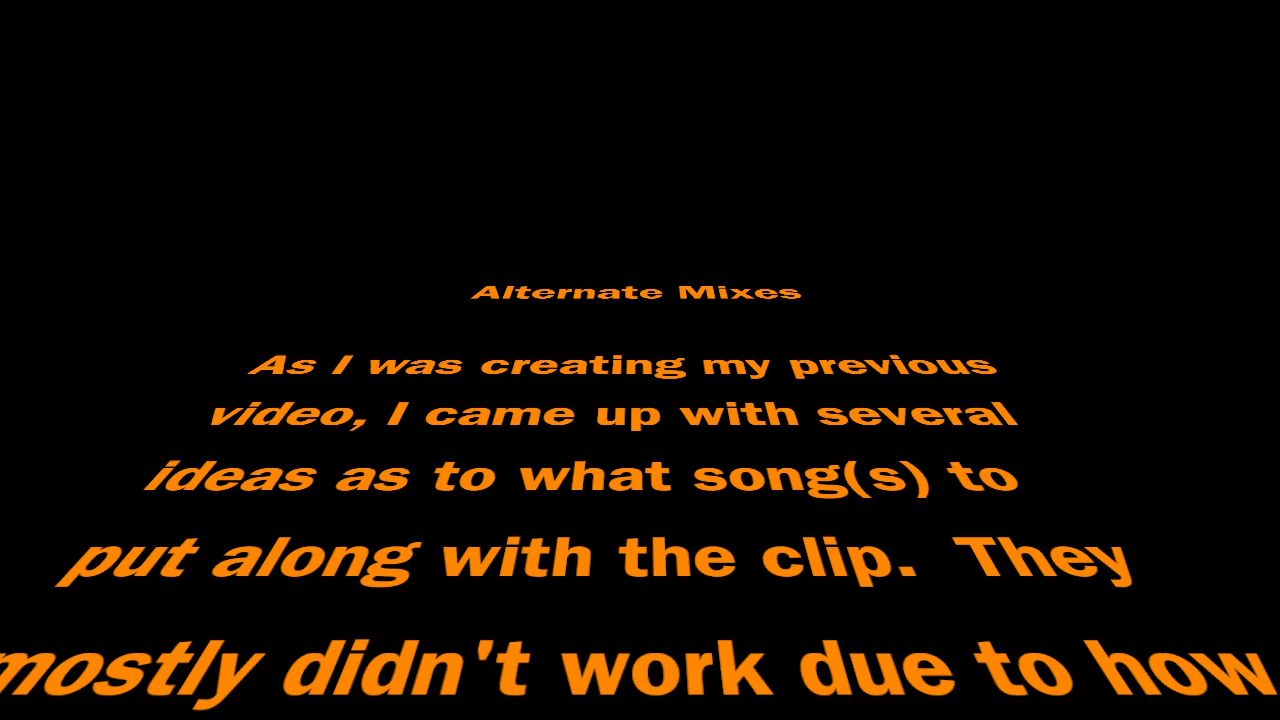 Alternate Mixes
As I was creating my previous
video, I came up with several
ideas as to what song(s) to
put along with the clip.  They
mostly didn't work due to how